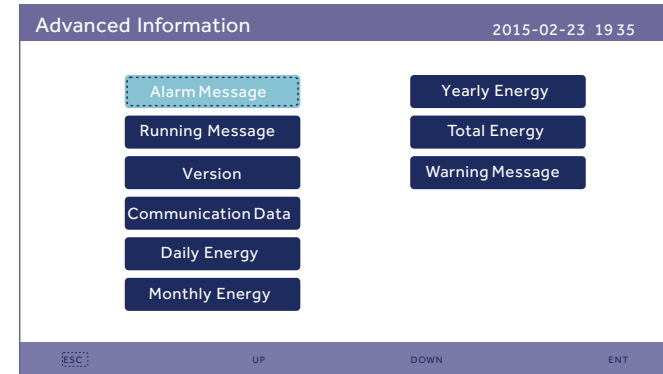 Advanced Information 2015-02-23 19 35
Alarm Message
Running Message
Version
Communication Data
Daily Energy
Monthly Energy
Yearly Energy
Total Energy
Warning Message
ESC UP DOWN ENT